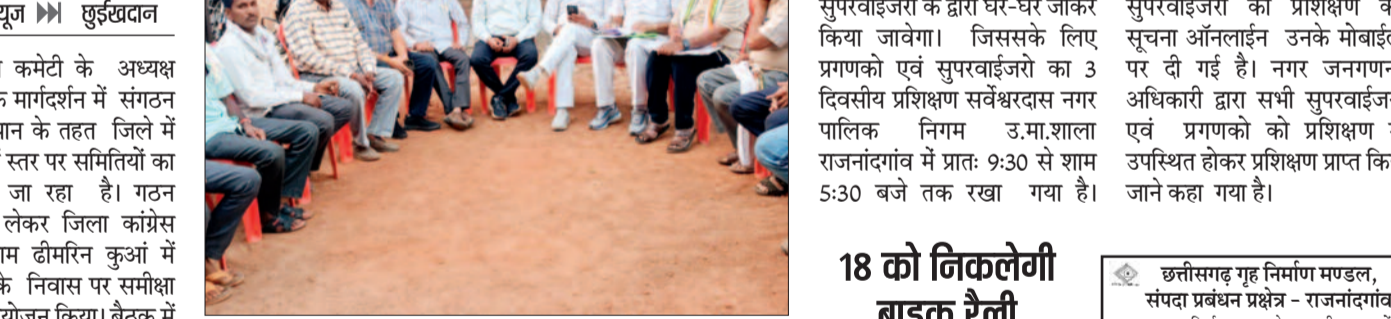 छुईखदान
कमेटी के अध्यक्ष
मार्गदर्शन में संगठन
के तहत जिले में
स्तर पर समितियों का
जा रहा है। गठन
लेकर जिला कांग्रेस
ढीमरिन कुआं में
निवास पर समीक्षा
किया। बैठक में
सुपरवाईजरो के द्वारा घर-घर जाकर
किया जावेगा। जिससके लिए
प्रगणको एवं सुपरवाईजरो का 3
दिवसीय प्रशिक्षण सर्वेश्वरदास नगर
पालिक निगम उ.मा.शाला
राजनांदगांव में प्रातः 9:30 से शाम
5:30 बजे तक रखा गया है।
सुपरवाईजरो का प्रशिक्षण
सूचना ऑनलाईन उनके
पर दी गई है। नगर
अधिकारी द्वारा सभी
एवं प्रगणको को प्रशिक्षण
उपस्थित होकर प्रशिक्षण प्राप्त
जाने कहा गया है।
18 को निकलेगी
बाइक रैली
छत्तीसगढ़ गृह निर्माण मण्डल,
संपदा प्रबंधन प्रक्षेत्र - राजनांदगांव